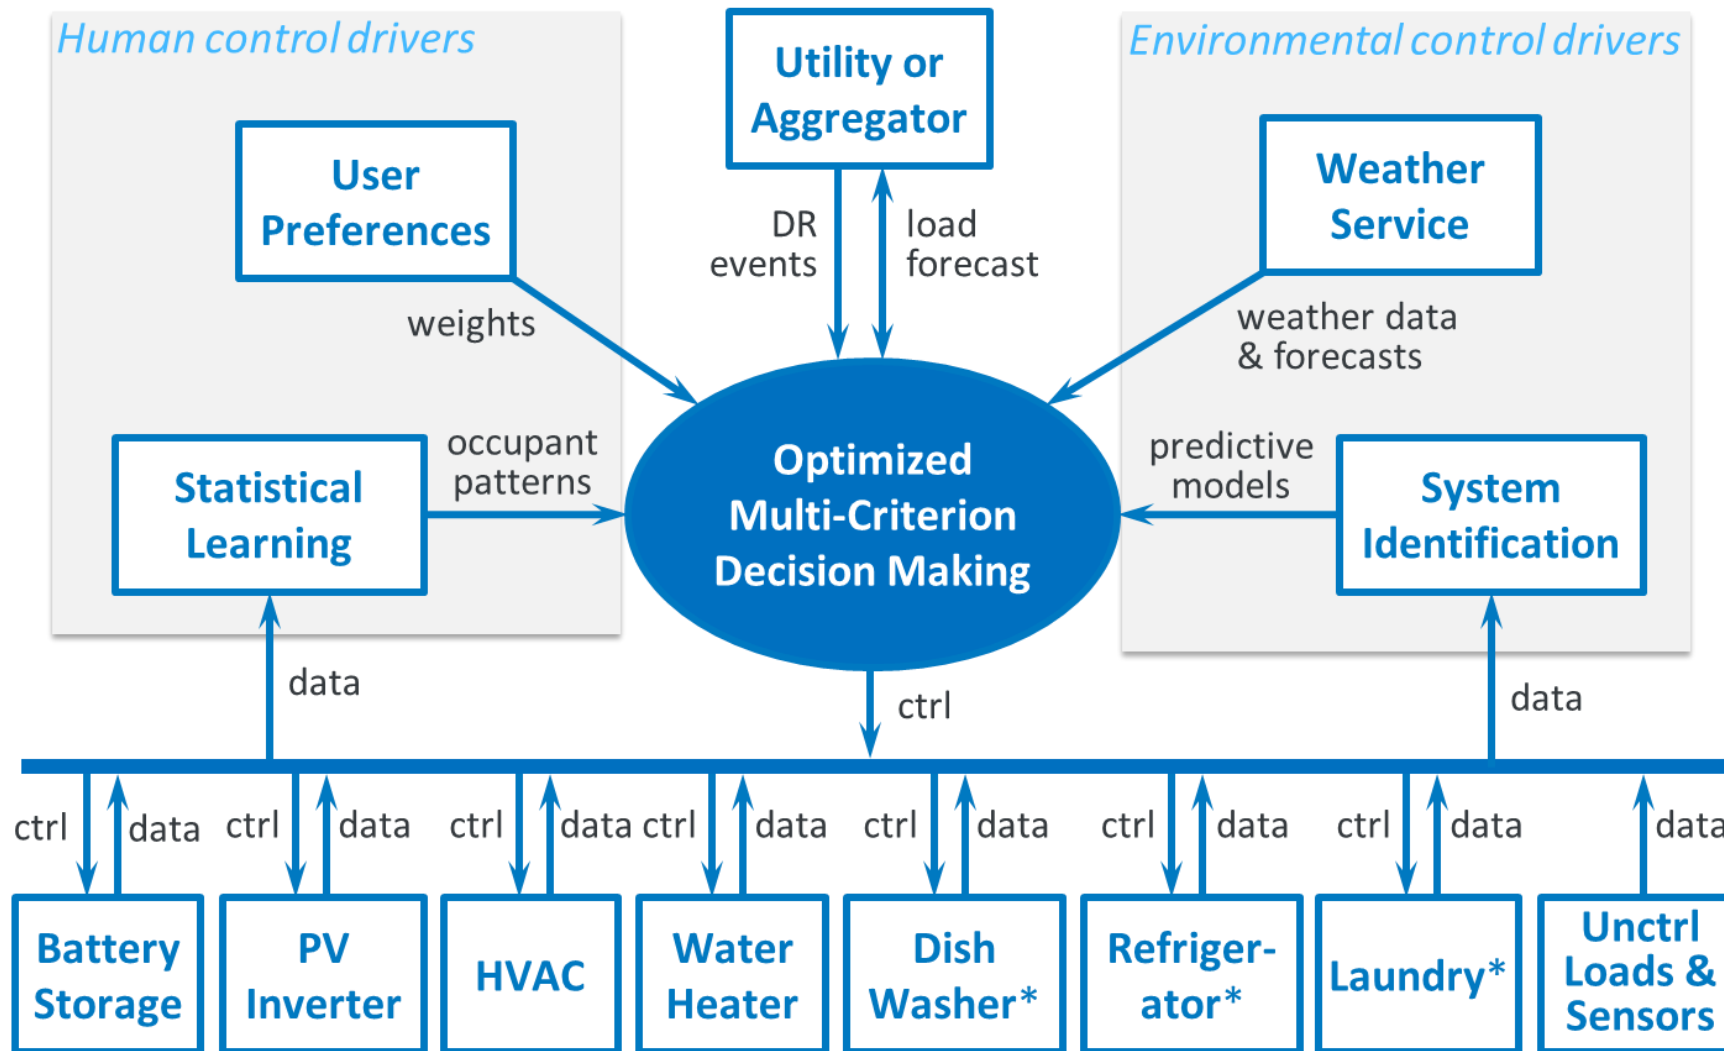 Human control drivers
Utility or
Aggregator
Environmental control drivers
User
Preferences
Weather
Service
DR
events
load
forecast
weights
weather data
& forecasts
Statistical
Learning
occupant
patterns
Optimized
Multi-Criterion
Decision Making
predictive
models
System
Identification
data
ctrl
data
ctrl
data
ctrl
data
ctrl
data
ctrl
data
ctrl
data
ctrl
data
ctrl
data
data
Battery
Storage
PV
Inverter
HVAC
Water
Heater
Dish
Washer*
Refriger-
ator*
Laundry*
Unctrl
Loads &
Sensors